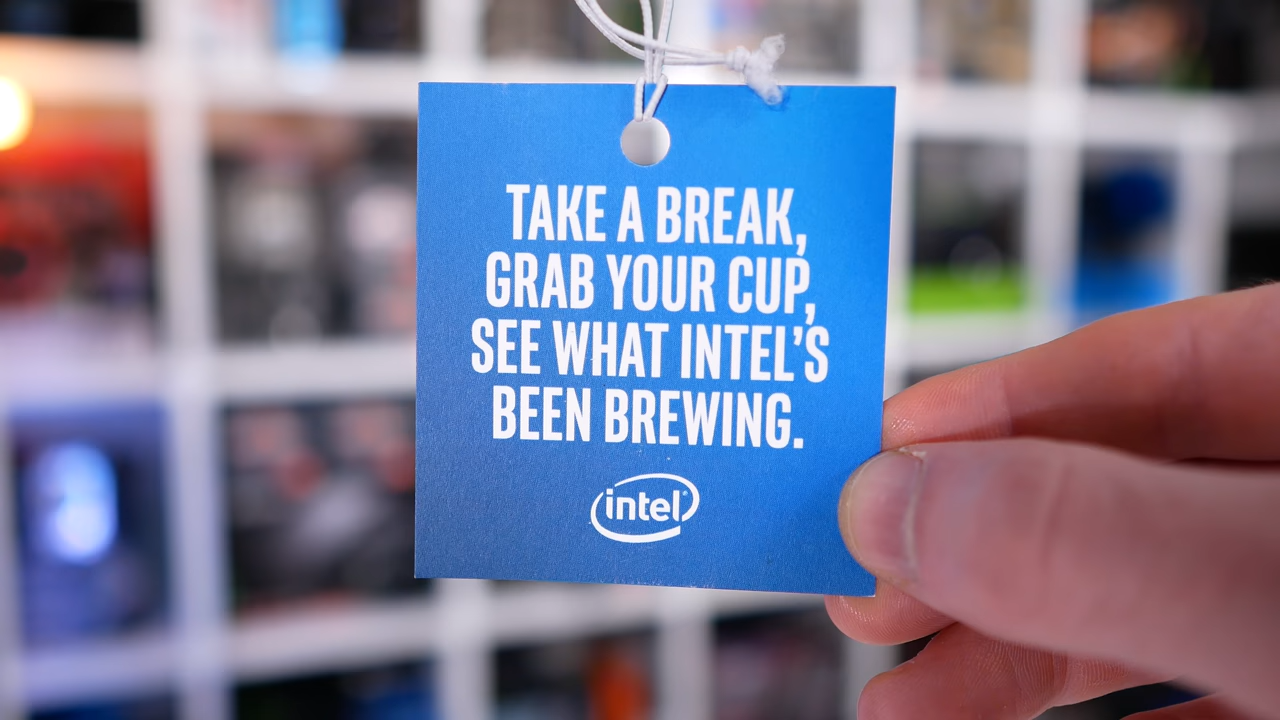 TAKE A BREAK,
GRAB YOUR CUP,
SEE WHAT INTEL'S
BEEN BREWING.
intel®